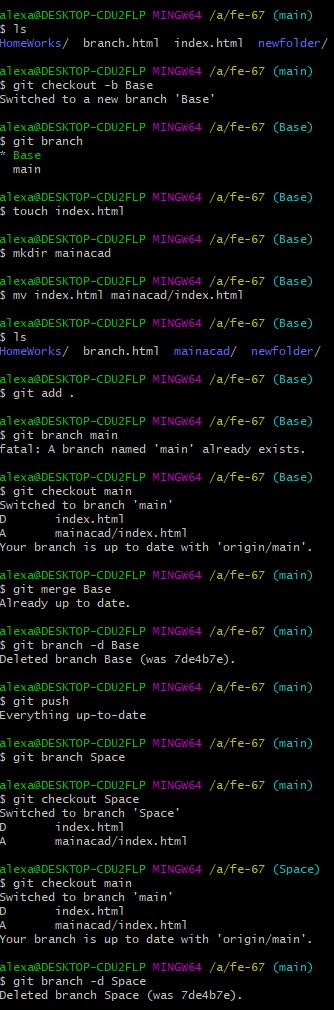 alexa@DESKTOP-CDU2FLP MINGW64 /a/fe-67 (main)
$ ls
HomeWorks/  branch.html  index.html  newfolder/
alexa@DESKTOP-CDU2FLP MINGW64 /a/fe-67 (main)
$ git checkout -b Base
Switched to a new branch 'Base'
alexa@DESKTOP-CDU2FLP MINGW64 /a/fe-67 (Base)
$ git branch
* Base
  main
alexa@DESKTOP-CDU2FLP MINGW64 /a/fe-67 (Base)
$ touch index.html
alexa@DESKTOP-CDU2FLP MINGW64 /a/fe-67 (Base)
$ mkdir mainacad
alexa@DESKTOP-CDU2FLP MINGW64 /a/fe-67 (Base)
$ mv index.html mainacad/index.html
alexa@DESKTOP-CDU2FLP MINGW64 /a/fe-67 (Base)
$ ls
HomeWorks/  branch.html  mainacad/  newfolder/
alexa@DESKTOP-CDU2FLP MINGW64 /a/fe-67 (Base)
$ git add .
alexa@DESKTOP-CDU2FLP MINGW64 /a/fe-67 (Base)
$ git branch main
fatal: A branch named 'main' already exists.
alexa@DESKTOP-CDU2FLP MINGW64 /a/fe-67 (Base)
$ git checkout main
Switched to branch 'main'
D       index.html
A       mainacad/index.html
Your branch is up to date with 'origin/main'.
alexa@DESKTOP-CDU2FLP MINGW64 /a/fe-67 (main)
$ git merge Base
Already up to date.
alexa@DESKTOP-CDU2FLP MINGW64 /a/fe-67 (main)
$ git branch -d Base
Deleted branch Base (was 7de4b7e).
alexa@DESKTOP-CDU2FLP MINGW64 /a/fe-67 (main)
$ git push
Everything up-to-date
alexa@DESKTOP-CDU2FLP MINGW64 /a/fe-67 (main)
$ git branch Space
alexa@DESKTOP-CDU2FLP MINGW64 /a/fe-67 (main)
$ git checkout Space
Switched to branch 'Space'
D       index.html
A       mainacad/index.html
alexa@DESKTOP-CDU2FLP MINGW64 /a/fe-67 (Space)
$ git checkout main
Switched to branch 'main'
D       index.html
A       mainacad/index.html
Your branch is up to date with 'origin/main'.
alexa@DESKTOP-CDU2FLP MINGW64 /a/fe-67 (main)
$ git branch -d Space
Deleted branch Space (was 7de4b7e).